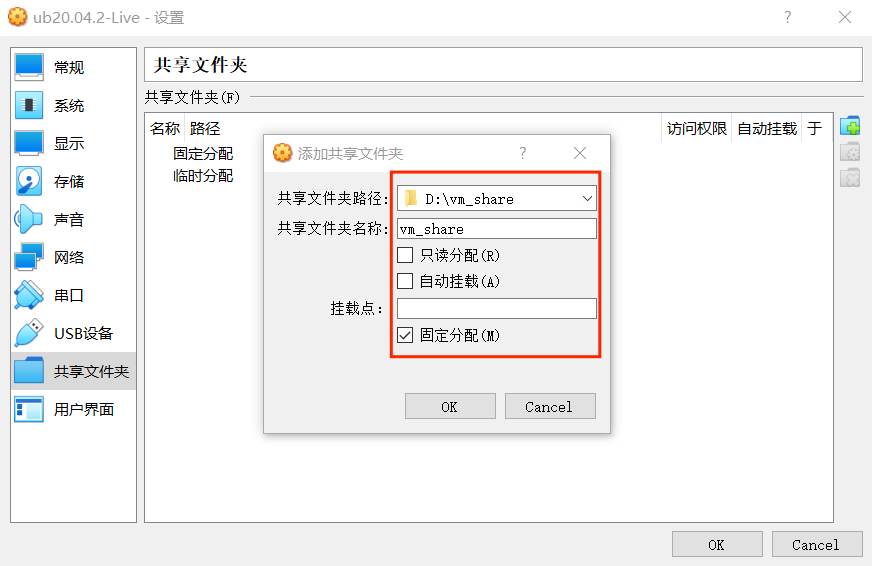 ub20.04.2-Live - 设置
常规
系统
显示
存储
声音
网络
串口
USB设备
共享文件夹
用户界面
共享文件夹
共享文件夹(F)
名称 路径 访问权限 自动挂载 于
固定分配
临时分配
添加共享文件夹
共享文件夹路径: D:\vm_share
共享文件夹名称: vm_share
只读分配(R)
自动挂载(A)
挂载点:
固定分配(M)
OK Cancel
OK Cancel